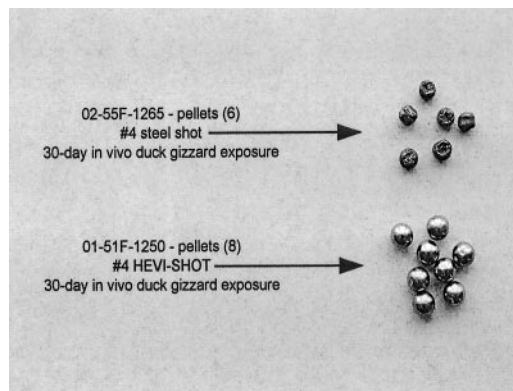 02-55F-1265 - pellets (6)
#4 steel shot
30-day in vivo duck gizzard exposure
01-51F-1250 - pellets (8)
#4 HEVI-SHOT
30-day in vivo duck gizzard exposure